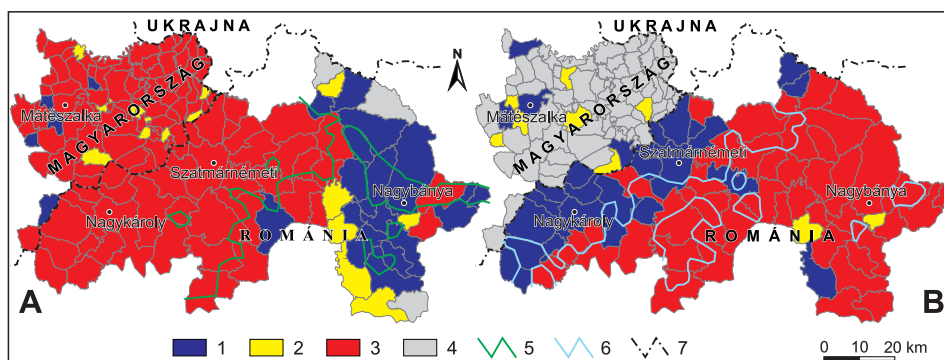 UKRAJNA
UKRAJNA
N
MAGYARORSZÁG
MAGYARORSZÁG
Mátészalka
Mátészalka
Szatmárnémeti
Szatmárnémeti
Nagybánya
Nagybánya
Nagykároly
Nagykároly
ROMÁNIA
ROMÁNIA
A
B
1 2 3 4 5 6 7 0 10 20 km